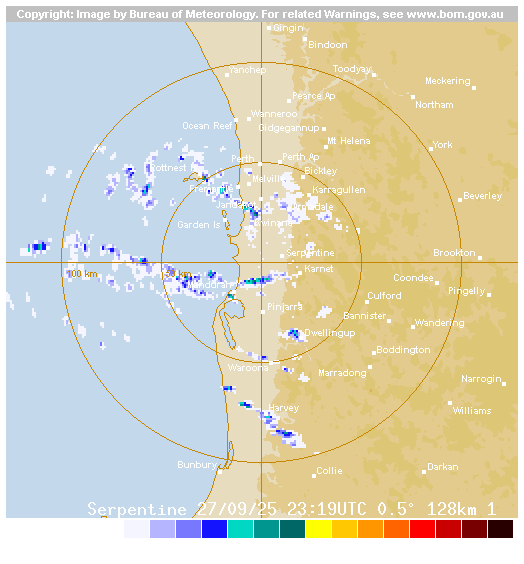 Copyright: Image by Bureau of Meteorology. For related Warnings, see www.bom.gov.au
Gingin
Bindoon
Toodyay
Yanchep
Meckering
Pearce Ap
Northam
Wanneroo
Ocean Reef
Gidgegannup
Mt Helena
York
Perth
Perth Ap
Rottnest
Bickley
Melville
Fremantle
Karragullen
Beverley
Jandakot
Armadale
Garden Is
Serpentine
Brookton
Karnet
100 km
50 km
Coondee
Mandurah
Pingelly
Culford
Pinjarra
Bannister
Wandering
Dwellingup
Boddington
Waroona
Marradong
Narrogin
Harvey
Williams
Bunbury
Collie
Darkan
Serpentine 27/09/25 23:19UTC 0.5° 128km 1